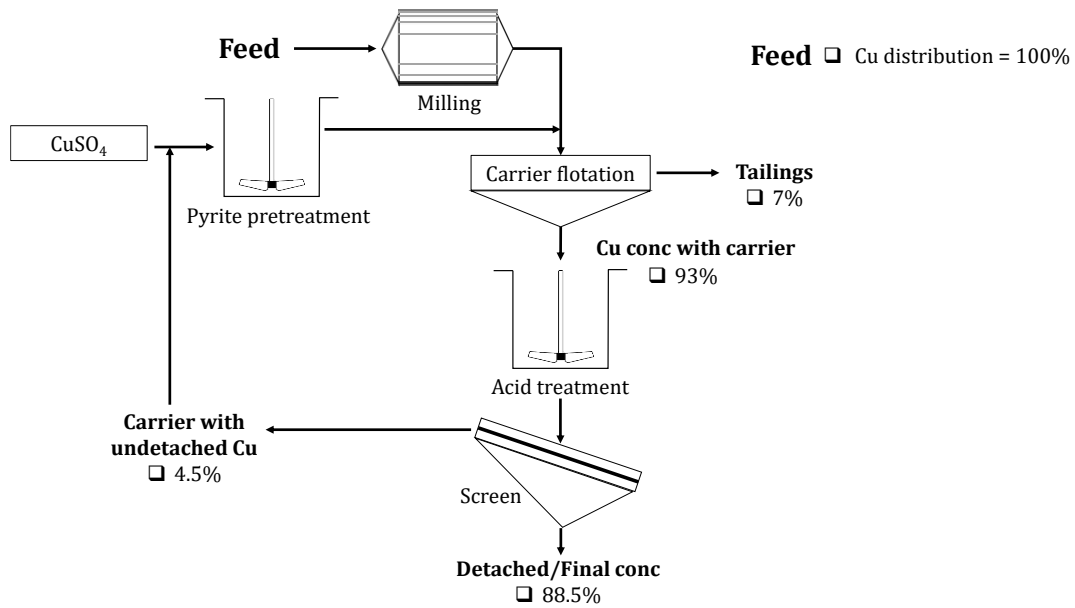 Feed
Milling
Feed ❑ Cu distribution = 100%
CuSO₄
Pyrite pretreatment
Carrier flotation
Tailings
❑ 7%
Cu conc with carrier
❑ 93%
Acid treatment
Carrier with
undetached Cu
❑ 4.5%
Screen
Detached/Final conc
❑ 88.5%